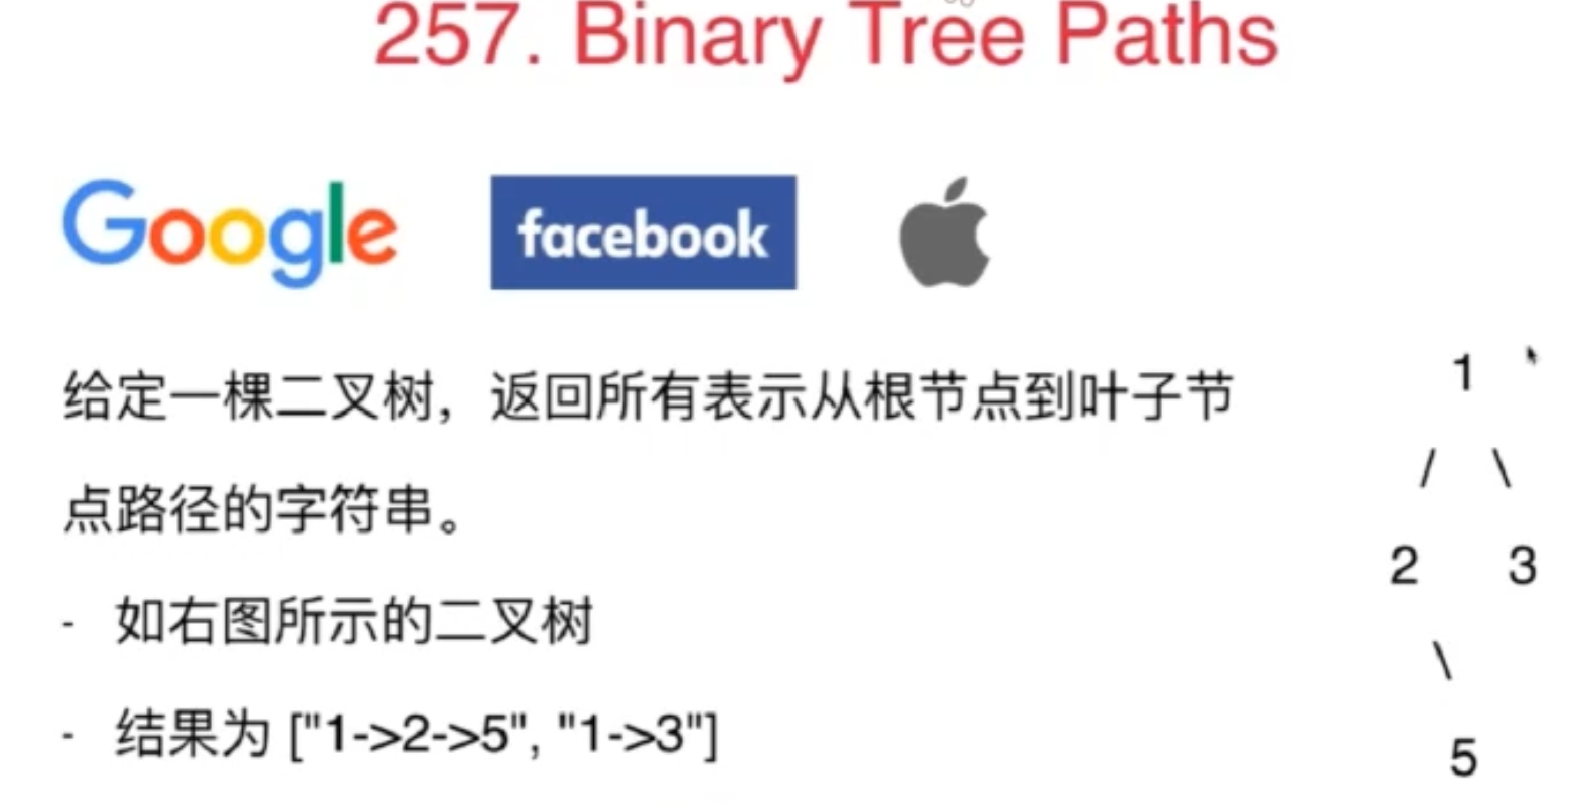 257. Binary Tree Paths
Google facebook
给定一棵二叉树，返回所有表示从根节点到叶子节
点路径的字符串。
- 如右图所示的二叉树
- 结果为 ["1->2->5", "1->3"]
1
/ \
2 3
\
5